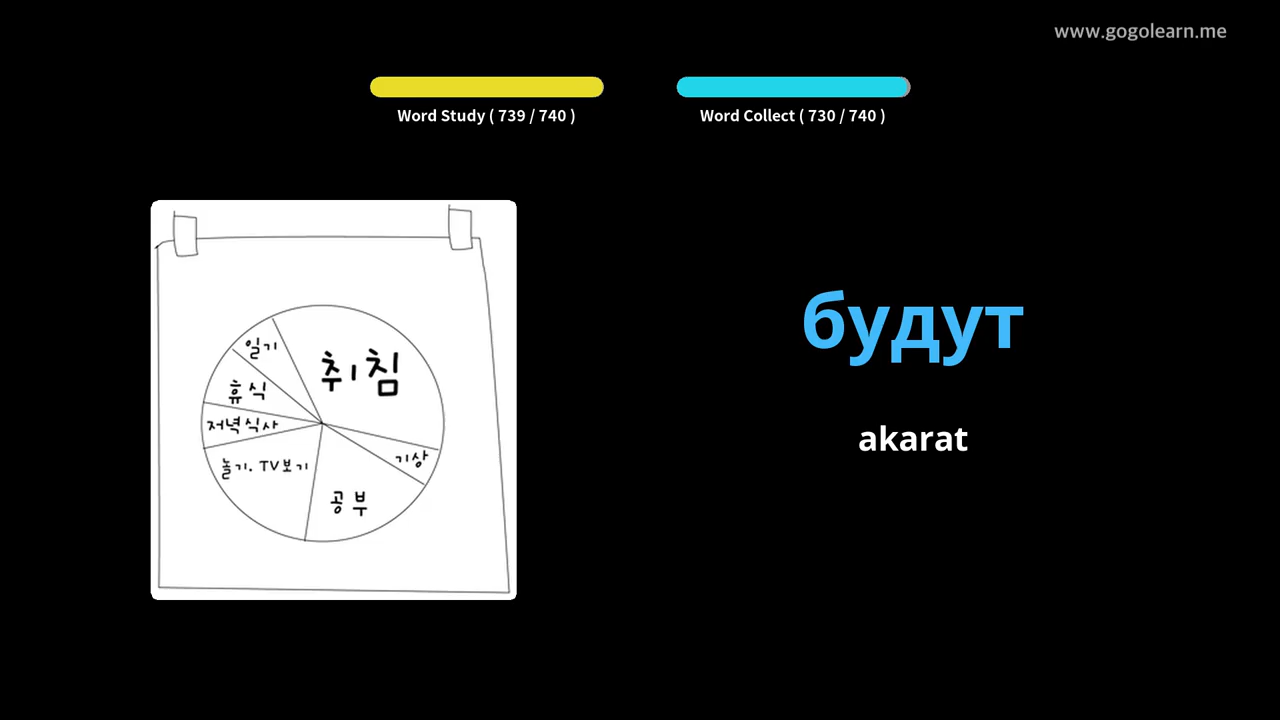 www.gogolearn.me
Word Study ( 739 / 740 )
Word Collect ( 730 / 740 )
일기
취침
휴식
저녁식사
기상
놀기. TV보기
공부
будут
akarat